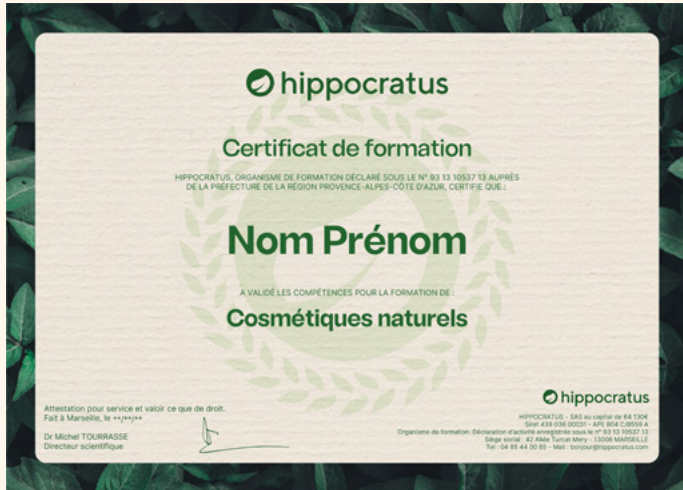 hippocratus
Certificat de formation
HIPPOCRATUS, ORGANISME DE FORMATION DÉCLARÉ SOUS LE N° 93 13 10537 13 AUPRÈS
DE LA PRÉFECTURE DE LA RÉGION PROVENCE-ALPES-CÔTE D'AZUR, CERTIFIE QUE :
Nom Prénom
A VALIDÉ LES COMPÉTENCES POUR LA FORMATION DE :
Cosmétiques naturels
Attestation pour service et valoir ce que de droit.
Fait à Marseille, le **/**/**
Dr Michel TOURRASSE
Directeur scientifique
hippocratus
HIPPOCRATUS - SAS au capital de 64 130€
Siret 439 036 00031 - APE 804 C/8559 A
Organisme de formation. Déclaration d'activité enregistrée sous le n° 93 13 10537 13
Siège social : 42 Allée Turcat Mery - 13008 MARSEILLE
Tel : 04 85 44 00 85 - Mail : bonjour@hippocratus.com